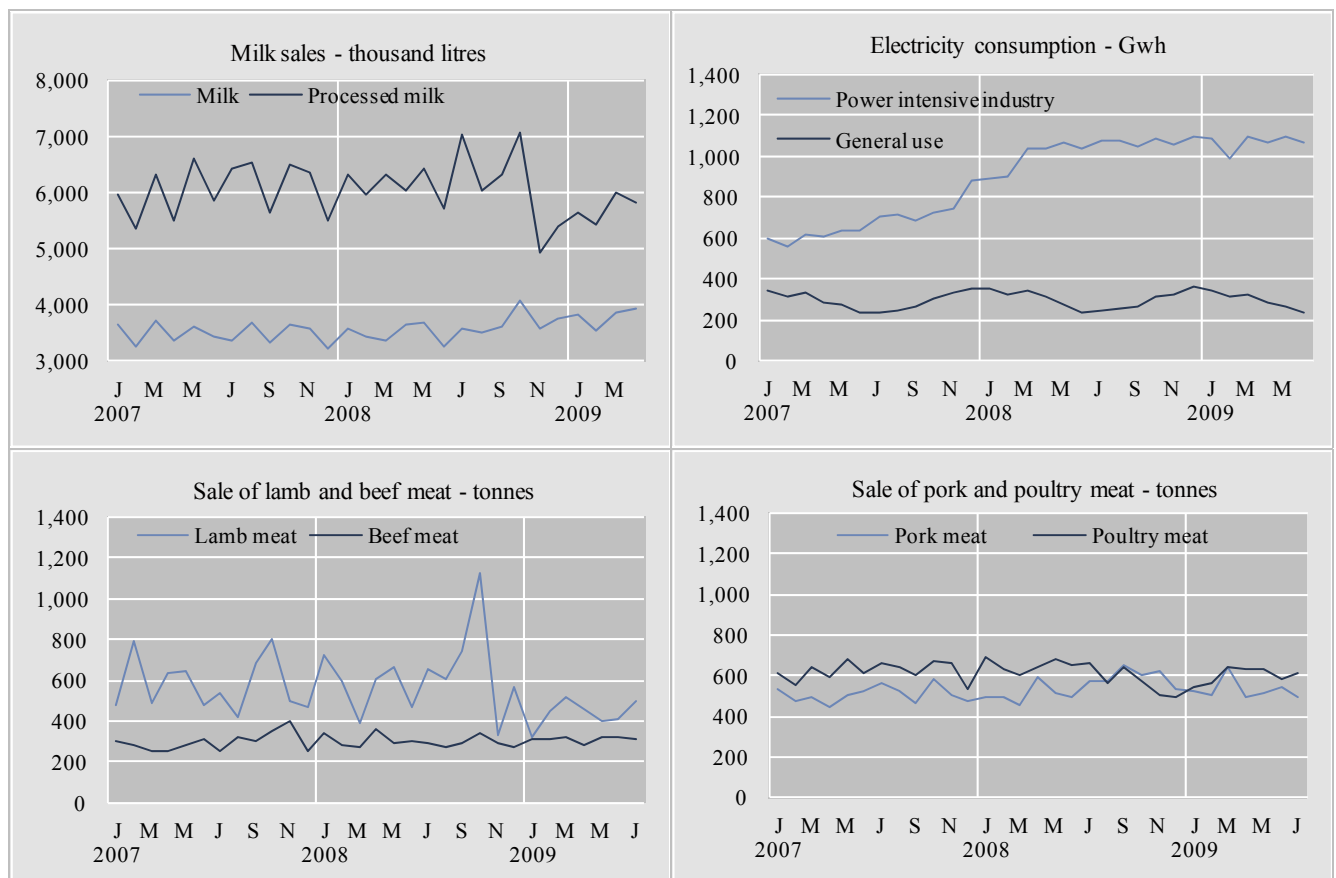 Milk sales - thousand litres
8,000
7,000
6,000
5,000
4,000
3,000
Milk Processed milk
J M M J S N J M M J S N J M
2007 2008 2009
Electricity consumption - Gwh
1,400
1,200
1,000
800
600
400
200
0
Power intensive industry
General use
J M M J S N J M M J S N J M M
2007 2008 2009
Sale of lamb and beef meat - tonnes
1,400
1,200
1,000
800
600
400
200
0
Lamb meat Beef meat
J M M J S N J M M J S N J M M J
2007 2008 2009
Sale of pork and poultry meat - tonnes
1,400
1,200
1,000
800
600
400
200
0
Pork meat Poultry meat
J M M J S N J M M J S N J M M J
2007 2008 2009